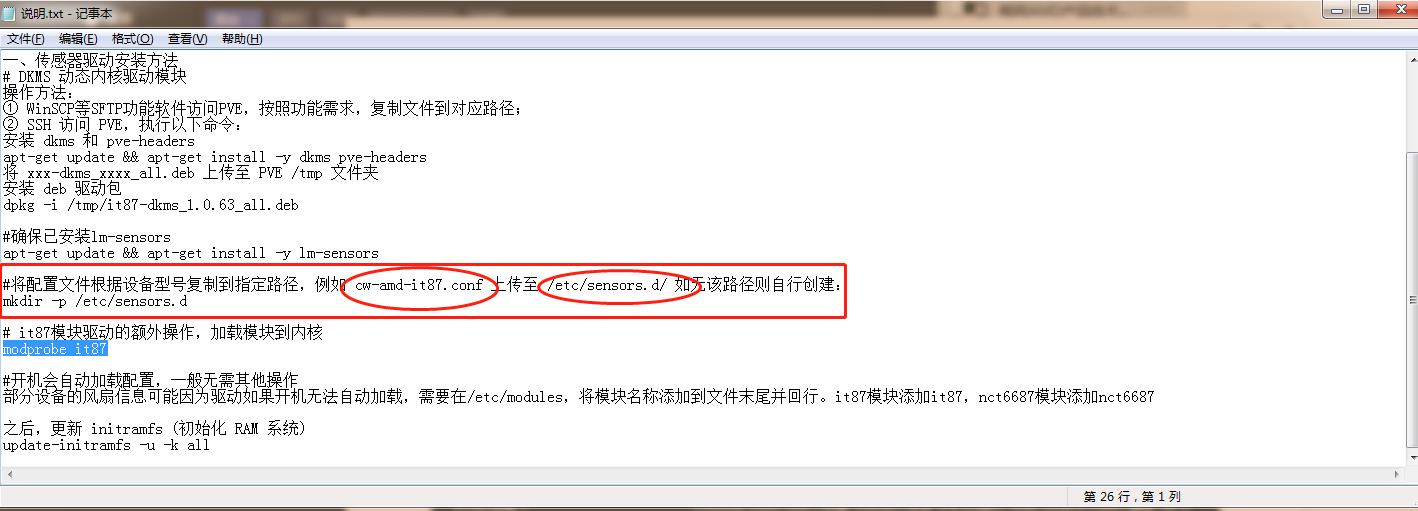 说明.txt - 记事本
文件(F) 编辑(E) 格式(O) 查看(V) 帮助(H)
一、传感器驱动安装方法
# DKMS 动态内核驱动模块
操作方法:
① WinSCP等SFTP功能软件访问PVE，按照功能需求，复制文件到对应路径；
② SSH 访问 PVE，执行以下命令：
安装 dkms 和 pve-headers
apt-get update && apt-get install -y dkms pve-headers
将 xxx-dkms_xxxx_all.deb 上传至 PVE /tmp 文件夹
安装 deb 驱动包
dpkg -i /tmp/it87-dkms_1.0.63_all.deb
#确保已安装lm-sensors
apt-get update && apt-get install -y lm-sensors
#将配置文件根据设备型号复制到指定路径，例如 cw-amd-it87.conf 上传至 /etc/sensors.d/ 如无该路径则自行创建：
mkdir -p /etc/sensors.d
# it87模块驱动的额外操作，加载模块到内核
modprobe it87
#开机会自动加载配置，一般无需其他操作
部分设备的风扇信息可能因为驱动如果开机无法自动加载，需要在/etc/modules，将模块名称添加到文件末尾并回行。it87模块添加it87，nct6687模块添加nct6687
之后，更新 initramfs (初始化 RAM 系统)
update-initramfs -u -k all
第 26 行，第 1 列